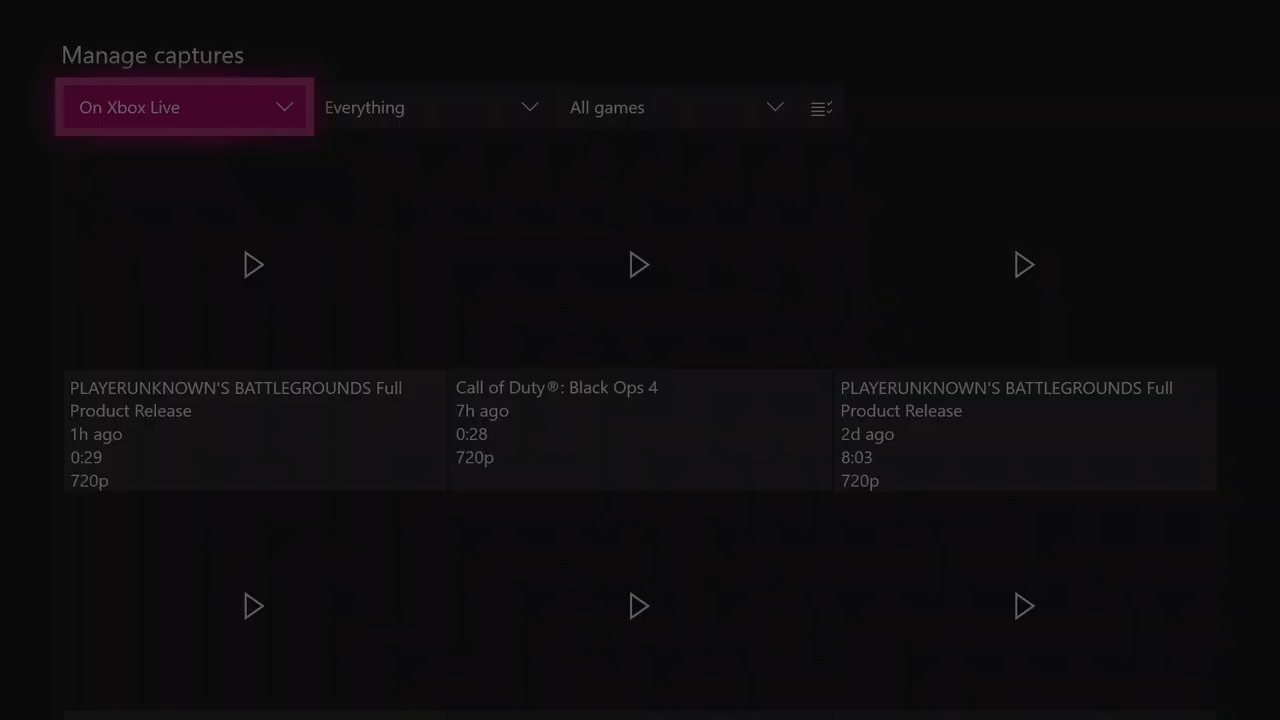 Manage captures
On Xbox Live
Everything
All games
PLAYERUNKNOWN'S BATTLEGROUNDS Full
Product Release
1h ago
0:29
720p
Call of Duty®: Black Ops 4
7h ago
0:28
720p
PLAYERUNKNOWN'S BATTLEGROUNDS Full
Product Release
2d ago
8:03
720p